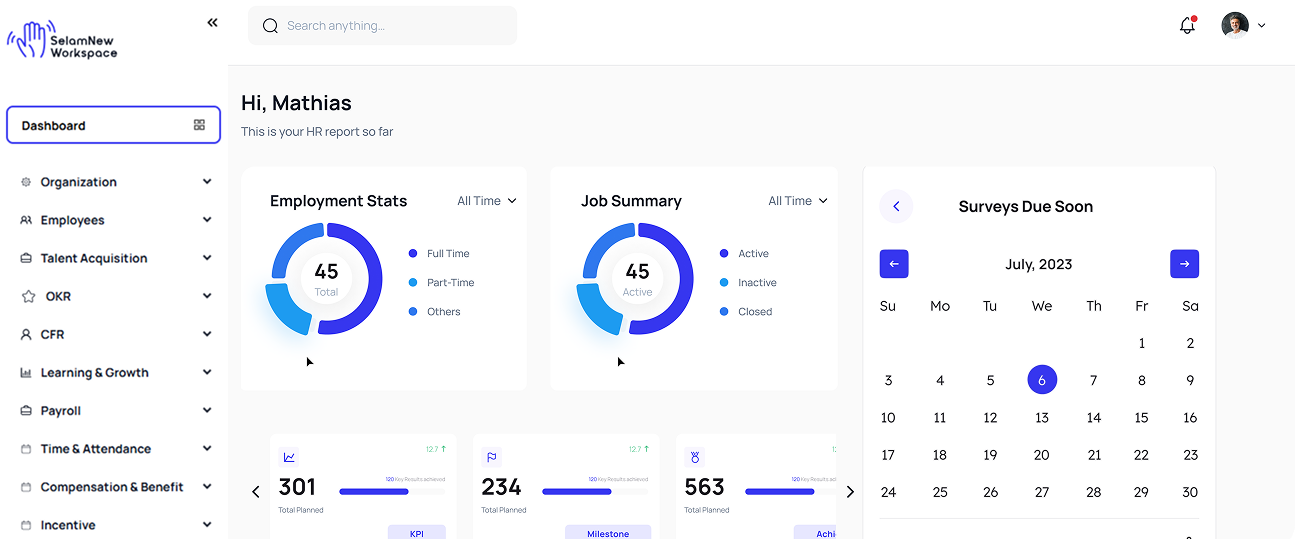 SelamNew
Workspace
Search anything...
Dashboard
Organization
Employees
Talent Acquisition
OKR
CFR
Learning & Growth
Payroll
Time & Attendance
Compensation & Benefit
Incentive
Hi, Mathias
This is your HR report so far
Employment Stats
All Time
45
Total
Full Time
Part-Time
Others
Job Summary
All Time
45
Active
Active
Inactive
Closed
12.7
301
120 Key Results achieved
Total Planned
KPI
12.7
234
120 Key Results achieved
Total Planned
Milestone
563
120 Key Results
Total Planned
Surveys Due Soon
July, 2023
Su Mo Tu We Th Fr Sa
1 2
3 4 5 6 7 8 9
10 11 12 13 14 15 16
17 18 19 20 21 22 23
24 25 26 27 28 29 30